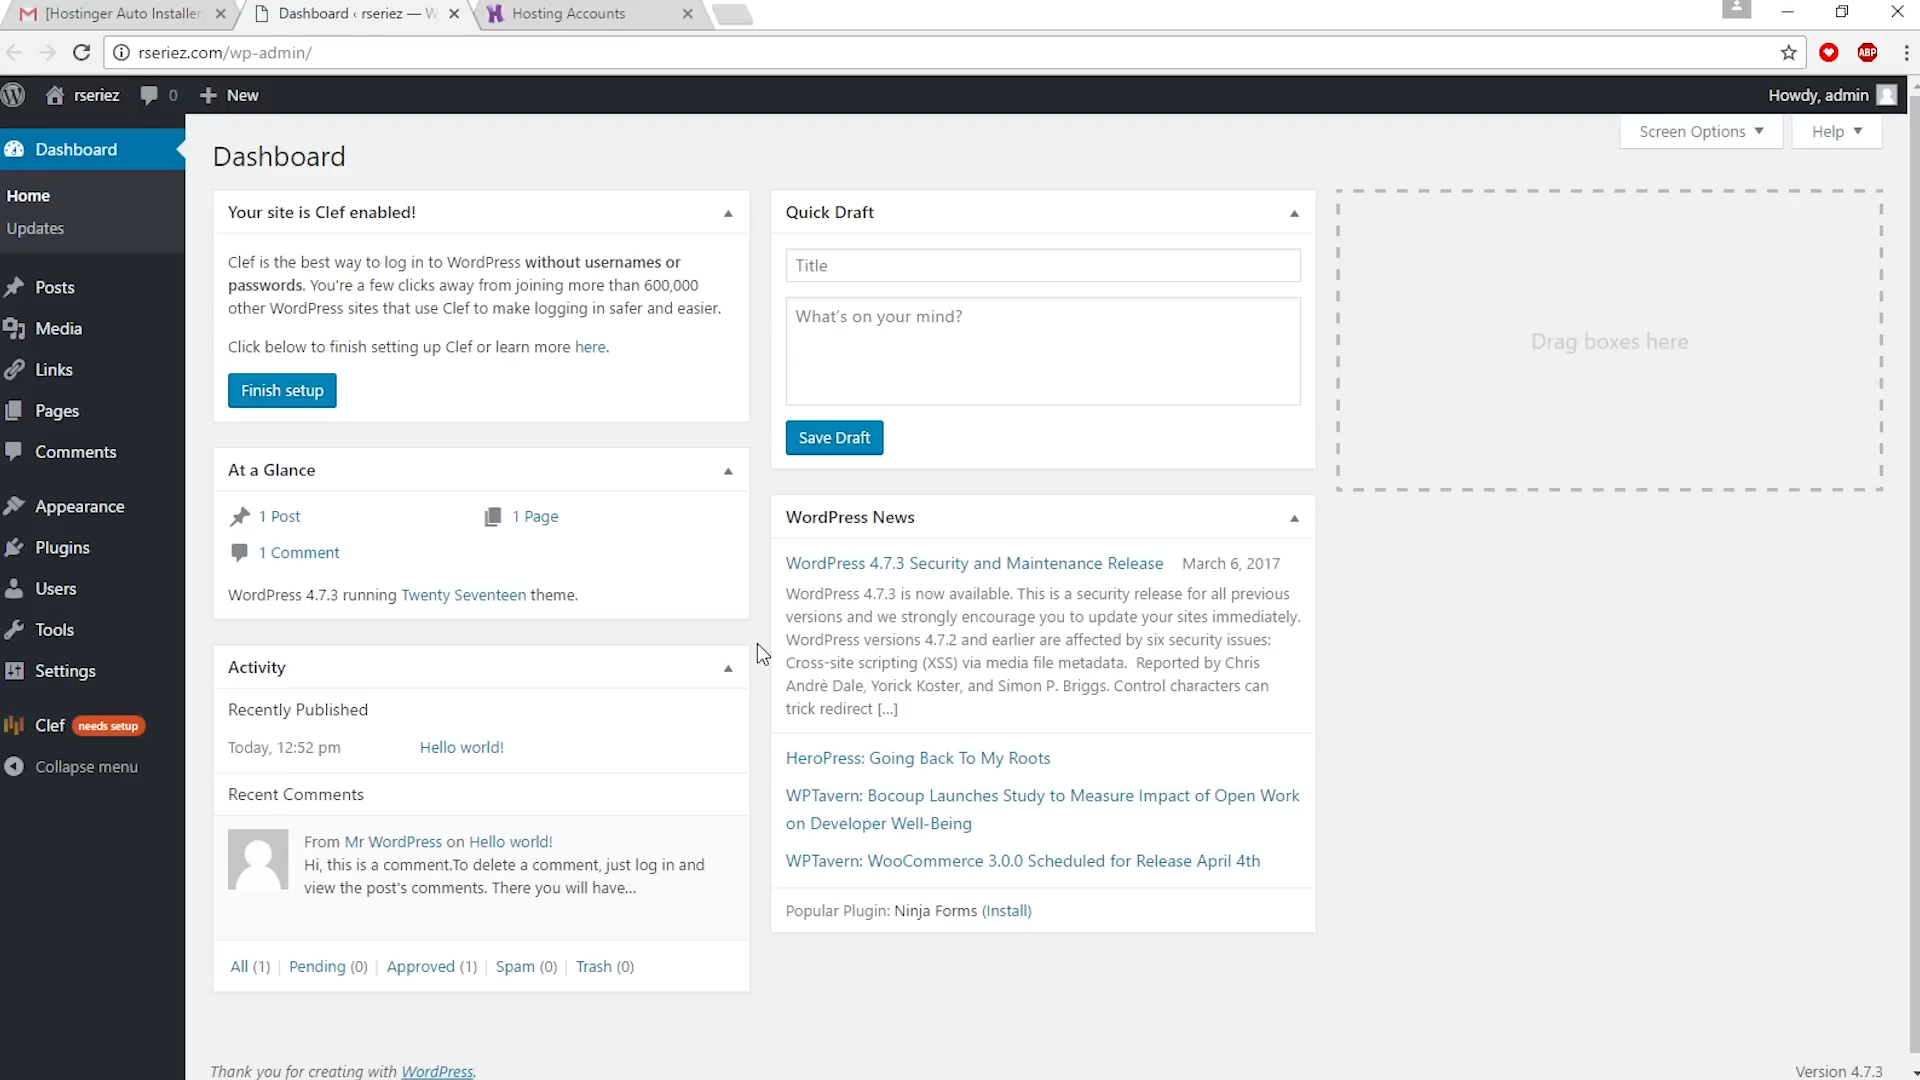 [Hostinger Auto Installer
Dashboard ‹ rseriez — W
Hosting Accounts
rseriez.com/wp-admin/
ABP
rseriez
0
New
Howdy, admin
Screen Options
Help
Dashboard
Home
Updates
Posts
Media
Links
Pages
Comments
Appearance
Plugins
Users
Tools
Settings
Clef needs setup
Collapse menu
Dashboard
Your site is Clef enabled!
Clef is the best way to log in to WordPress without usernames or
passwords. You're a few clicks away from joining more than 600,000
other WordPress sites that use Clef to make logging in safer and easier.
Click below to finish setting up Clef or learn more here.
Finish setup
At a Glance
1 Post
1 Page
1 Comment
WordPress 4.7.3 running Twenty Seventeen theme.
Activity
Recently Published
Today, 12:52 pm Hello world!
Recent Comments
From Mr WordPress on Hello world!
Hi, this is a comment.To delete a comment, just log in and
view the post's comments. There you will have...
All (1) | Pending (0) | Approved (1) | Spam (0) | Trash (0)
Quick Draft
Title
What's on your mind?
Save Draft
WordPress News
WordPress 4.7.3 Security and Maintenance Release March 6, 2017
WordPress 4.7.3 is now available. This is a security release for all previous
versions and we strongly encourage you to update your sites immediately.
WordPress versions 4.7.2 and earlier are affected by six security issues:
Cross-site scripting (XSS) via media file metadata. Reported by Chris
Andrè Dale, Yorick Koster, and Simon P. Briggs. Control characters can
trick redirect [...]
HeroPress: Going Back To My Roots
WPTavern: Bocoup Launches Study to Measure Impact of Open Work
on Developer Well-Being
WPTavern: WooCommerce 3.0.0 Scheduled for Release April 4th
Popular Plugin: Ninja Forms (Install)
Drag boxes here
Thank you for creating with WordPress.
Version 4.7.3